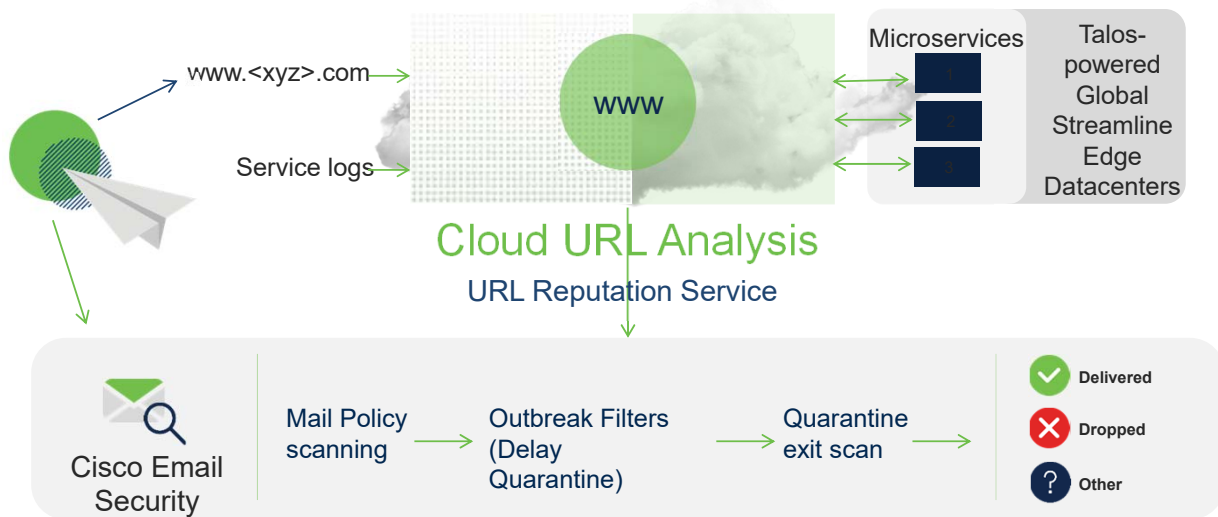 www.<xyz>.com
Service logs
www
Microservices
1
2
3
Talos-
powered
Global
Streamline
Edge
Datacenters
Cloud URL Analysis
URL Reputation Service
Cisco Email
Security
Mail Policy
scanning
Outbreak Filters
(Delay
Quarantine)
Quarantine
exit scan
Delivered
Dropped
?
Other